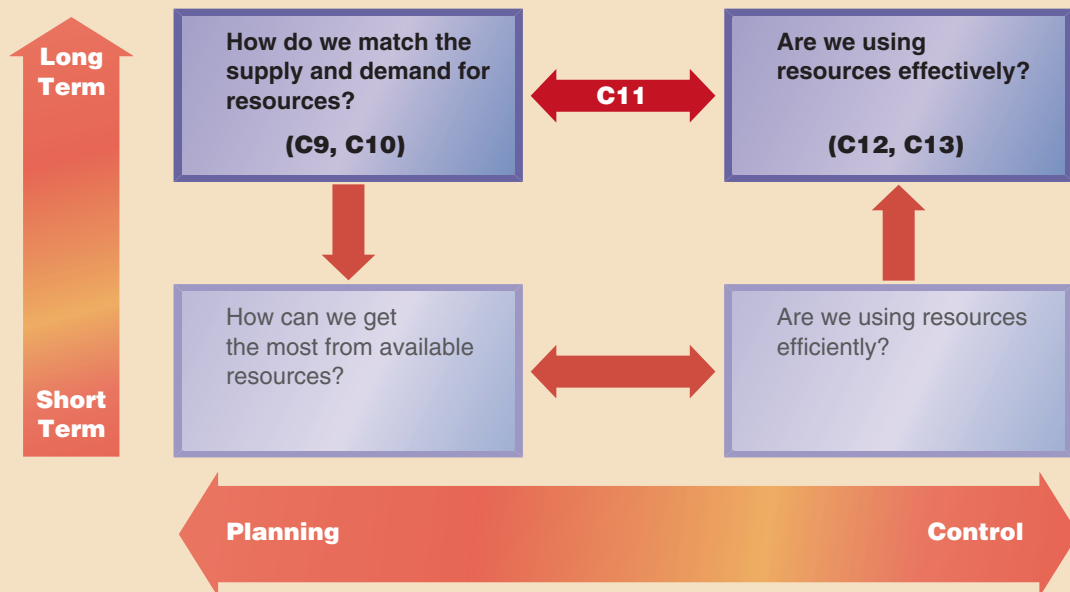 Long
Term
How do we match the
supply and demand for
resources?
(C9, C10)
C11
Are we using
resources effectively?
(C12, C13)
How can we get
the most from available
resources?
Are we using resources
efficiently?
Short
Term
Planning
Control